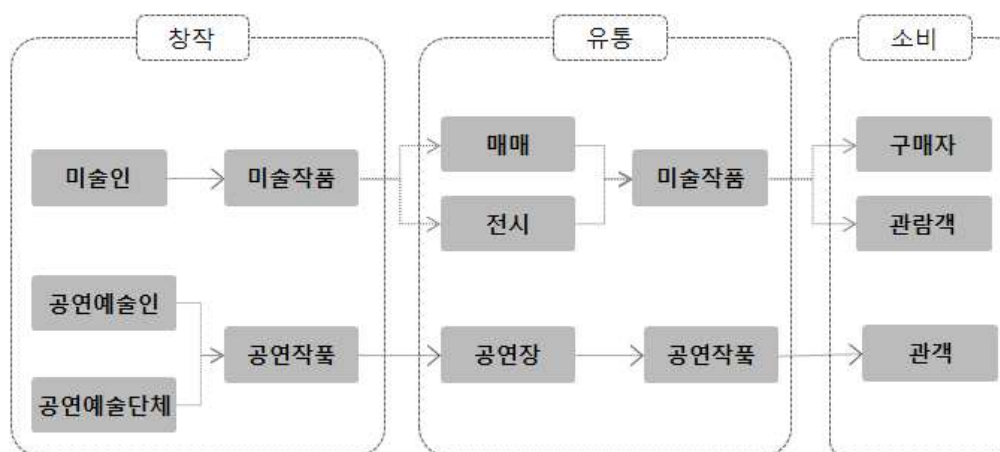 창작
유통
소비
미술인
미술작품
매매
전시
미술작품
구매자
관람객
공연예술인
공연예술단체
공연작품
공연장
공연작품
관객